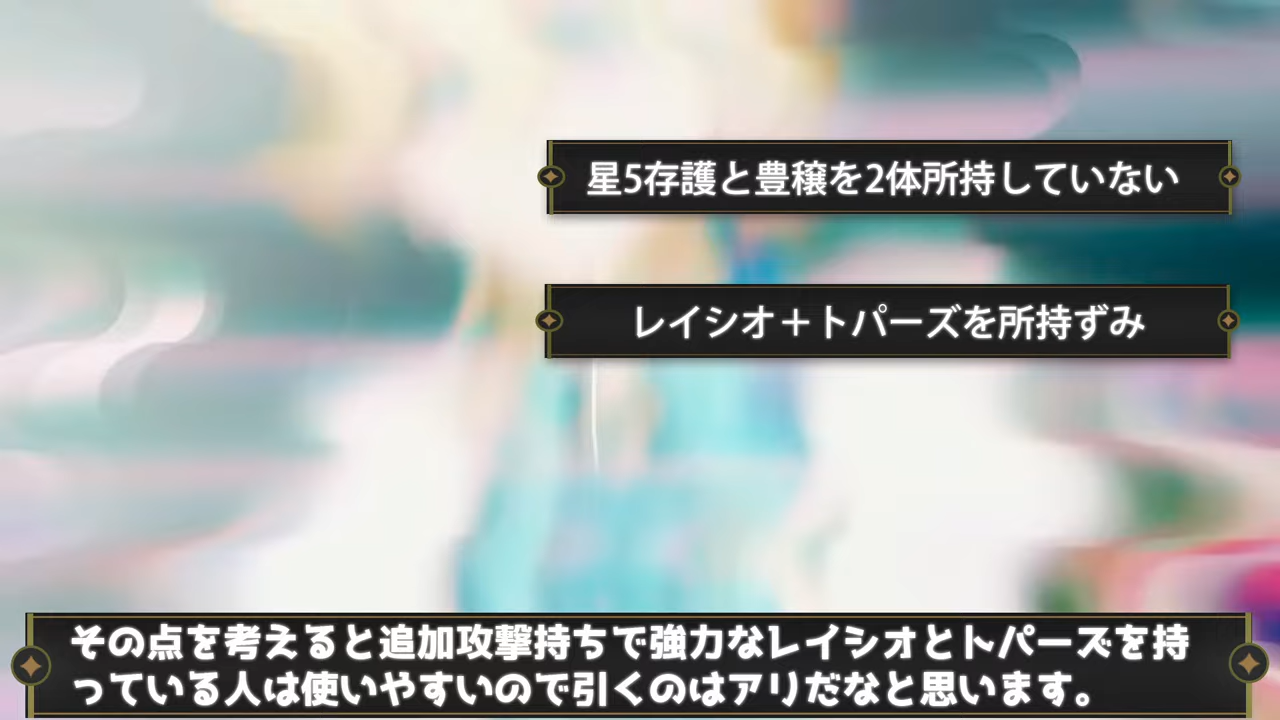 星5存護と豊穣を2体所持していない
レイシオ＋トパーズを所持ずみ
その点を考えると追加攻撃持ちで強力なレイシオとトパーズを持
っている人は使いやすいので引くのはアリだなと思います。